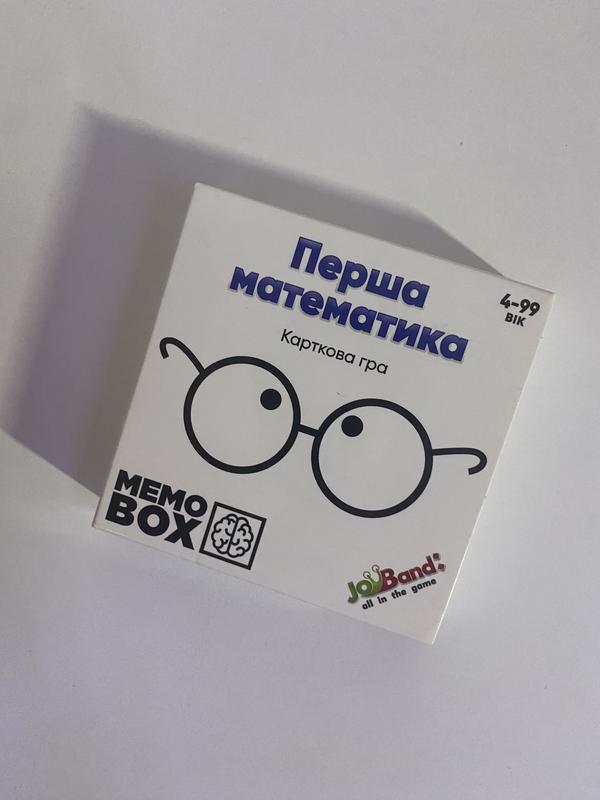 Перша
математика
Карткова гра
4-99
ВІК
MEMO
BOX
JoyBand
all in the game